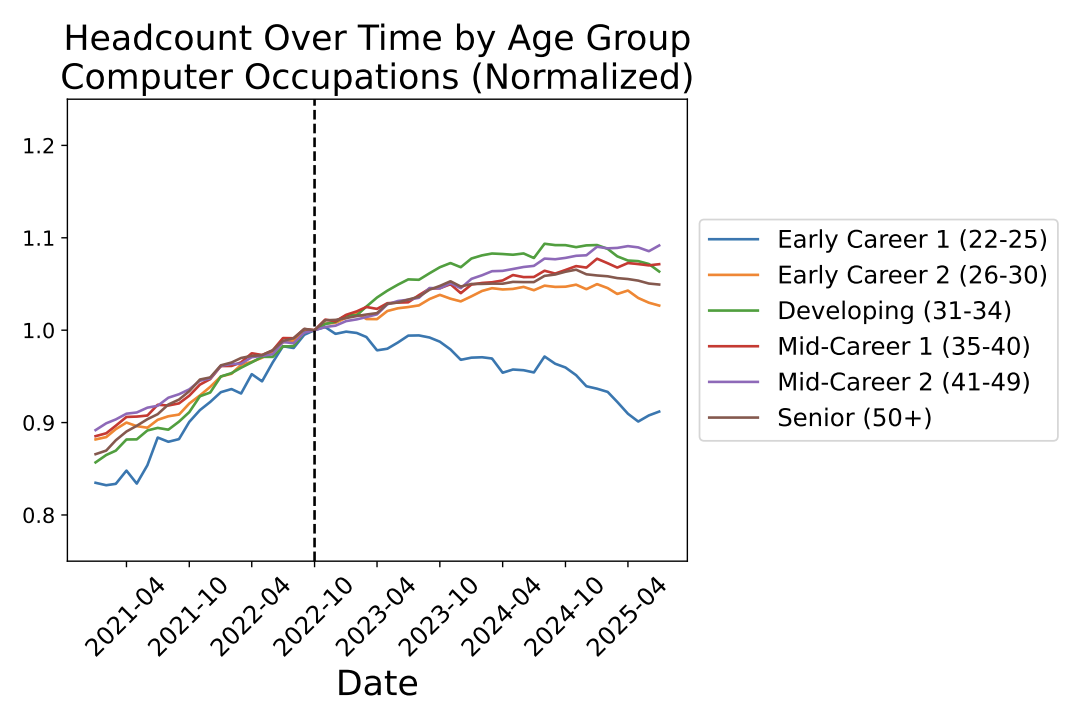 Headcount Over Time by Age Group
Computer Occupations (Normalized)
1.2
1.1
1.0
0.9
0.8
2021-04
2021-10
2022-04
2022-10
2023-04
2023-10
2024-04
2024-10
2025-04
Date
Early Career 1 (22-25)
Early Career 2 (26-30)
Developing (31-34)
Mid-Career 1 (35-40)
Mid-Career 2 (41-49)
Senior (50+)